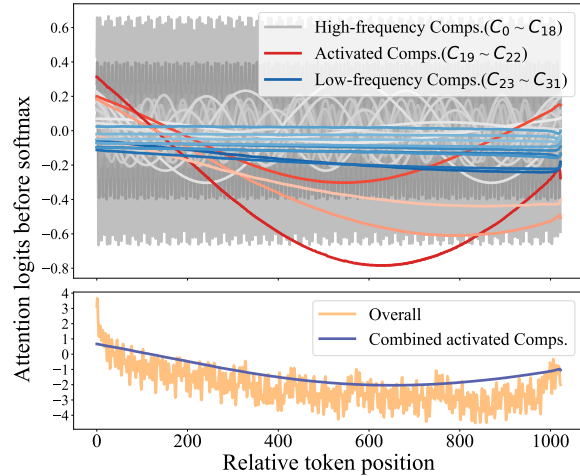 High-frequency Comps.(C₀ ~ C₁₈)
Activated Comps.(C₁₉ ~ C₂₂)
Low-frequency Comps.(C₂₃ ~ C₃₁)
0.6
0.4
0.2
0.0
−0.2
−0.4
−0.6
−0.8
Attention logits before softmax
Overall
Combined activated Comps.
4
3
2
1
0
−1
−2
−3
−4
0 200 400 600 800 1000
Relative token position